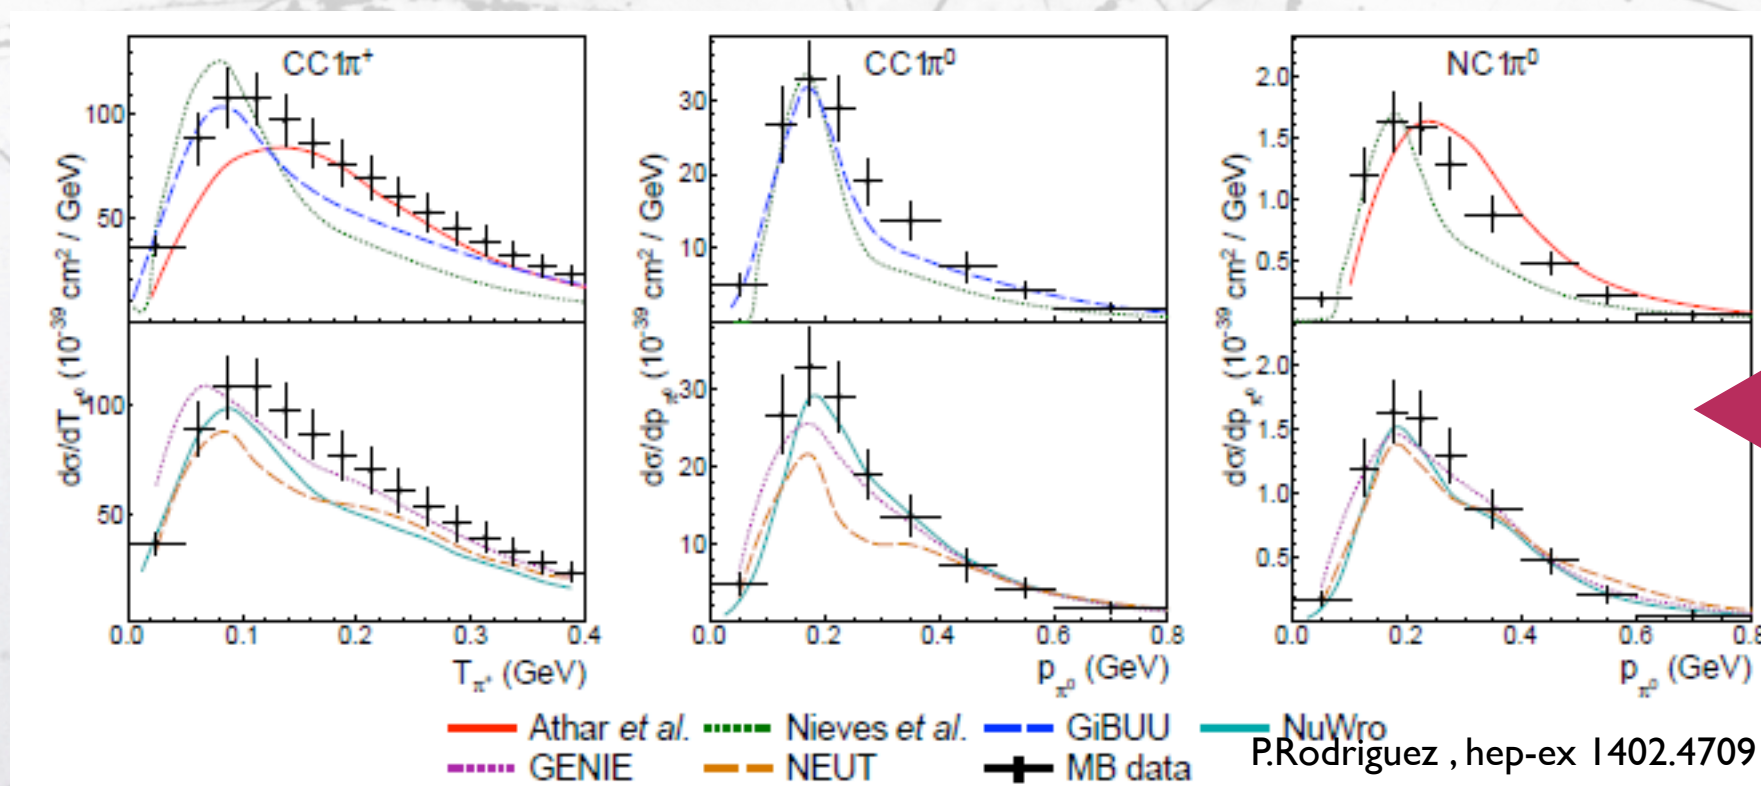 CC1π⁺
CC1π⁰
NC1π⁰
100
50
30
20
10
2.0
1.5
1.0
0.5
100
50
30
20
10
2.0
1.5
1.0
0.5
(10⁻³⁹ cm² / GeV)
(10⁻³⁹ cm² / GeV)
(10⁻³⁹ cm² / GeV)
dσ/dT
dσ/dp
dσ/dp
0.0 0.1 0.2 0.3 0.4
0.0 0.2 0.4 0.6 0.8
0.0 0.2 0.4 0.6 0.8
T_π⁺ (GeV)
p_π⁰ (GeV)
p_π⁰ (GeV)
Athar et al. Nieves et al. GiBUU NuWro
GENIE NEUT MB data
P.Rodriguez , hep-ex 1402.4709